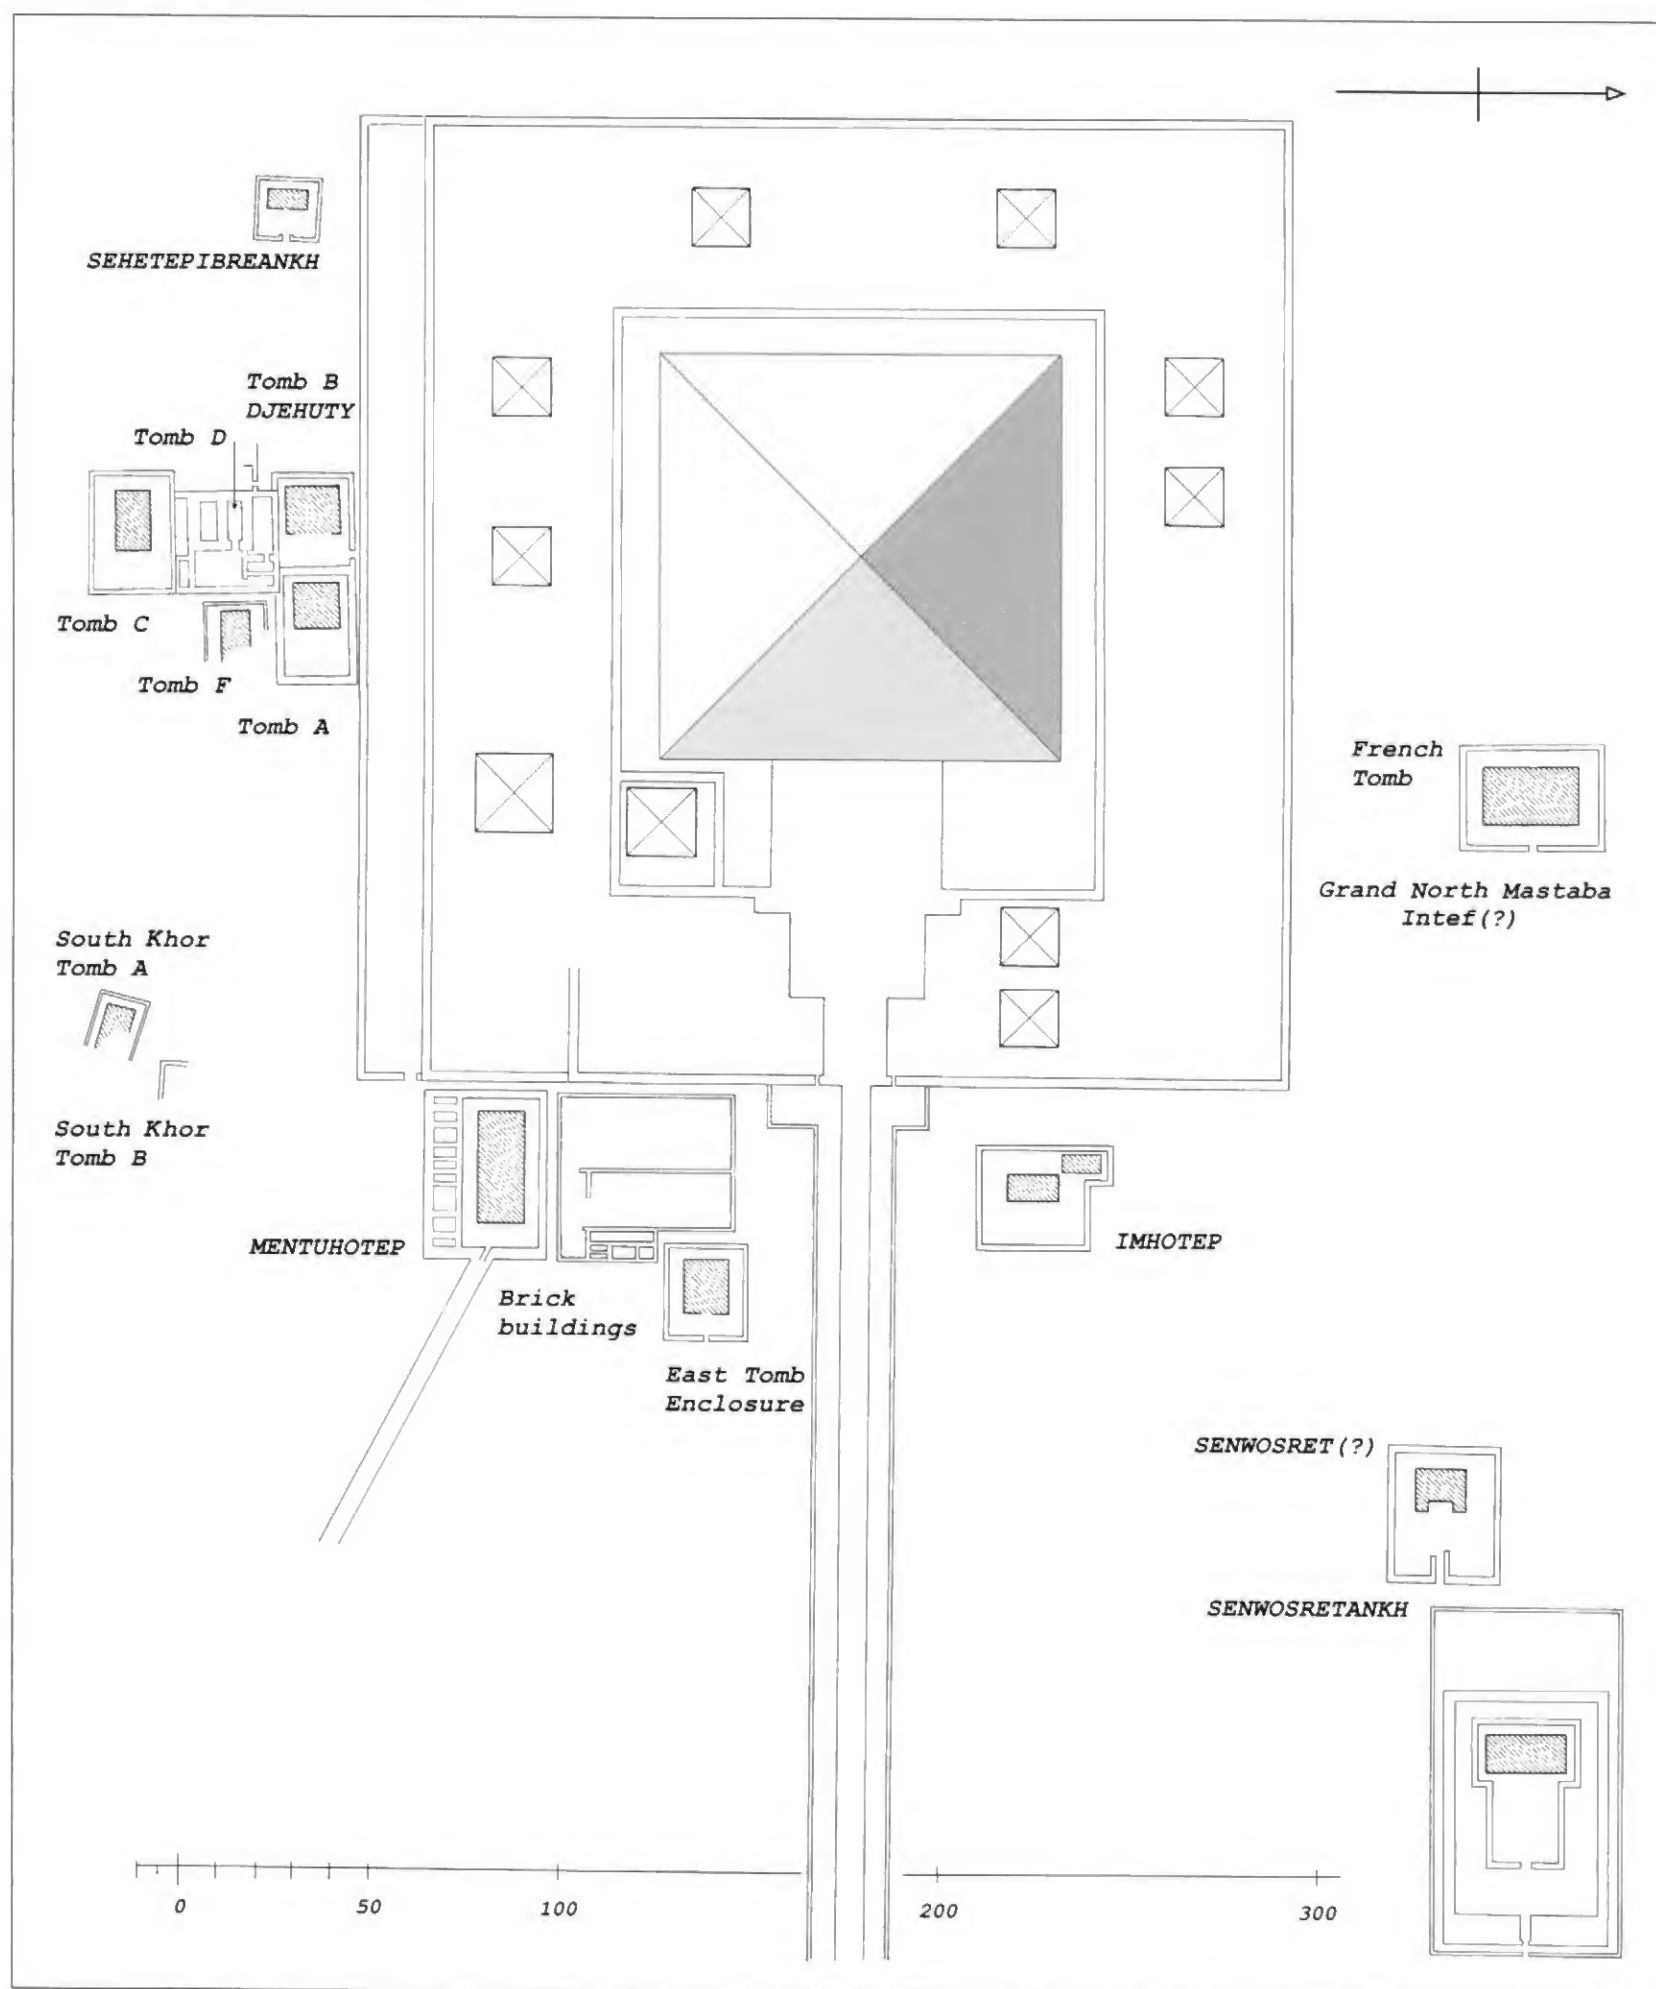 SEHETEPIBREANKH
Tomb B
DJEHUTY
Tomb D
Tomb C
Tomb F
Tomb A
French
Tomb
Grand North Mastaba
Intef(?)
South Khor
Tomb A
South Khor
Tomb B
MENTUHOTEP
IMHOTEP
Brick
buildings
East Tomb
Enclosure
SENWOSRET(?)
SENWOSRETANKH
0 50 100 200 300